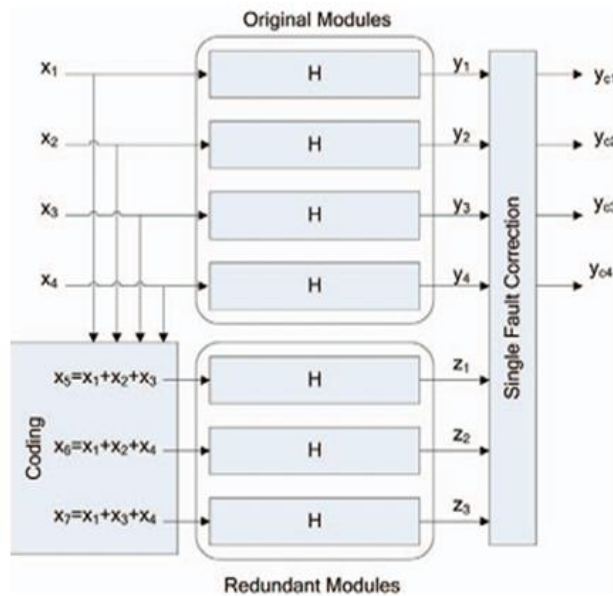 Original Modules
x₁ H y₁ yc1
x₂ H y₂ yc2
x₃ H y₃ yc3
x₄ H y₄ yc4
Single Fault Correction
Coding
x₅=x₁+x₂+x₃ H z₁
x₆=x₁+x₂+x₄ H z₂
x₇=x₁+x₃+x₄ H z₃
Redundant Modules